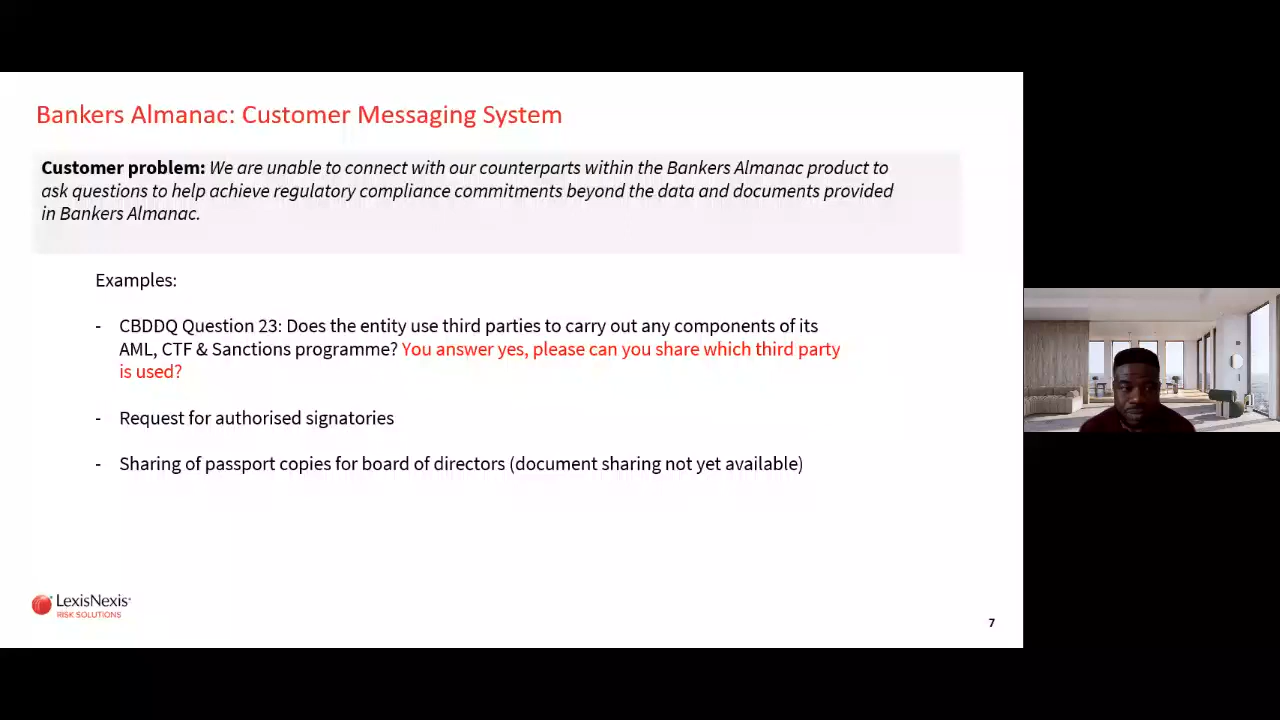 Bankers Almanac: Customer Messaging System
Customer problem: We are unable to connect with our counterparts within the Bankers Almanac product to
ask questions to help achieve regulatory compliance commitments beyond the data and documents provided
in Bankers Almanac.
Examples:
- CBDDQ Question 23: Does the entity use third parties to carry out any components of its
AML, CTF & Sanctions programme? You answer yes, please can you share which third party
is used?
- Request for authorised signatories
- Sharing of passport copies for board of directors (document sharing not yet available)
LexisNexis
RISK SOLUTIONS
7